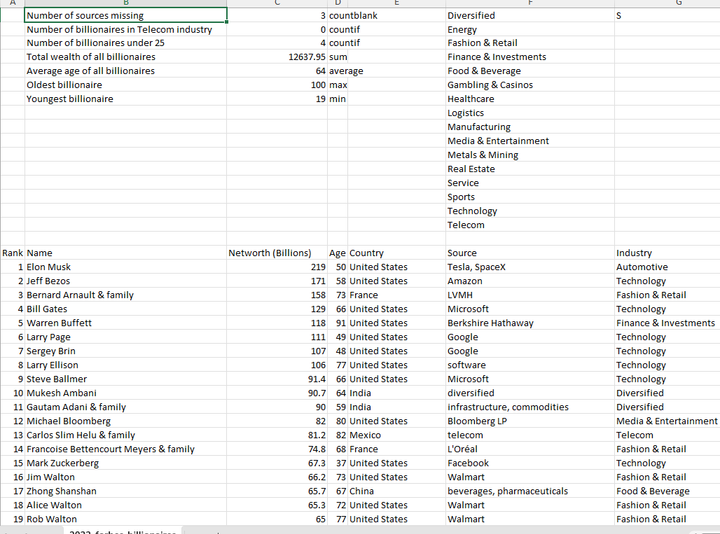 A B C D E F G
Number of sources missing 3 countblank Diversified S
Number of billionaires in Telecom industry 0 countif Energy
Number of billionaires under 25 4 countif Fashion & Retail
Total wealth of all billionaires 12637.95 sum Finance & Investments
Average age of all billionaires 64 average Food & Beverage
Oldest billionaire 100 max Gambling & Casinos
Youngest billionaire 19 min Healthcare
Logistics
Manufacturing
Media & Entertainment
Metals & Mining
Real Estate
Service
Sports
Technology
Telecom
Rank Name Networth (Billions) Age Country Source Industry
1 Elon Musk 219 50 United States Tesla, SpaceX Automotive
2 Jeff Bezos 171 58 United States Amazon Technology
3 Bernard Arnault & family 158 73 France LVMH Fashion & Retail
4 Bill Gates 129 66 United States Microsoft Technology
5 Warren Buffett 118 91 United States Berkshire Hathaway Finance & Investments
6 Larry Page 111 49 United States Google Technology
7 Sergey Brin 107 48 United States Google Technology
8 Larry Ellison 106 77 United States software Technology
9 Steve Ballmer 91.4 66 United States Microsoft Technology
10 Mukesh Ambani 90.7 64 India diversified Diversified
11 Gautam Adani & family 90 59 India infrastructure, commodities Diversified
12 Michael Bloomberg 82 80 United States Bloomberg LP Media & Entertainment
13 Carlos Slim Helu & family 81.2 82 Mexico telecom Telecom
14 Francoise Bettencourt Meyers & family 74.8 68 France L'Oréal Fashion & Retail
15 Mark Zuckerberg 67.3 37 United States Facebook Technology
16 Jim Walton 66.2 73 United States Walmart Fashion & Retail
17 Zhong Shanshan 65.7 67 China beverages, pharmaceuticals Food & Beverage
18 Alice Walton 65.3 72 United States Walmart Fashion & Retail
19 Rob Walton 65 77 United States Walmart Fashion & Retail